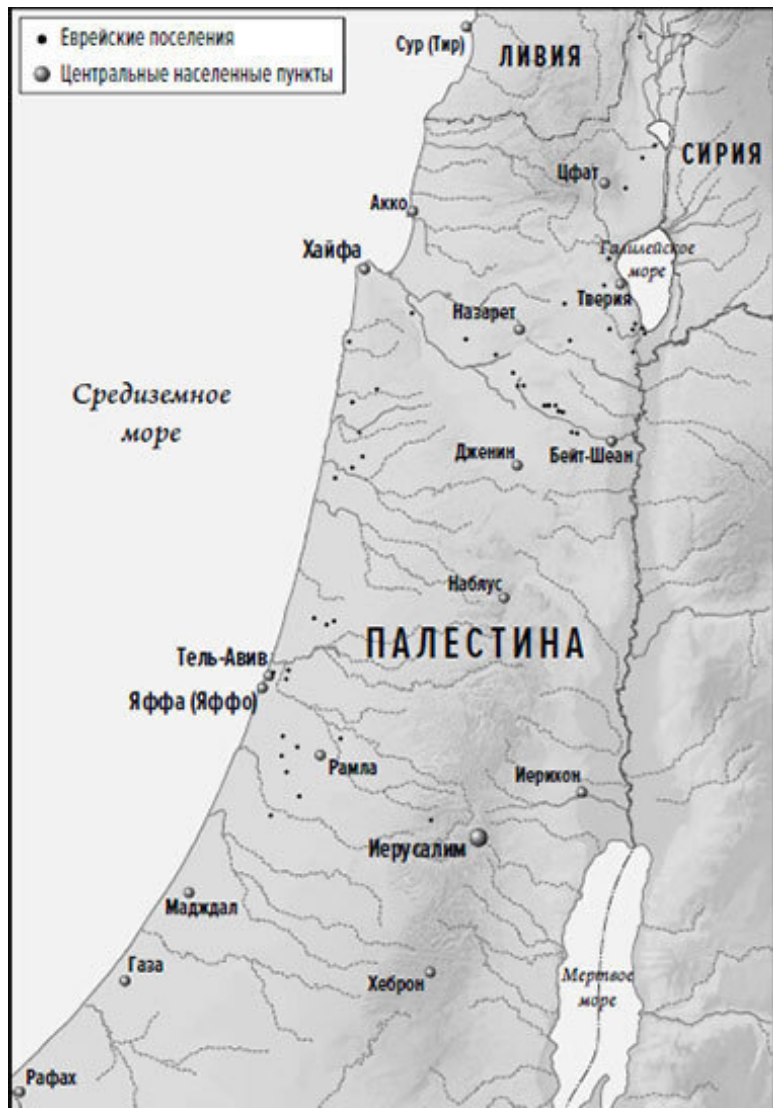 Еврейские поселения
Центральные населенные пункты
Сур (Тир)
ЛИВИЯ
СИРИЯ
Цфат
Акко
Хайфа
Галилейское
море
Тверия
Назарет
Средиземное
море
Дженин
Бейт-Шеан
Наблус
ПАЛЕСТИНА
Тель-Авив
Яффа (Яффо)
Рамла
Иерихон
Иерусалим
Мадждал
Газа
Хеброн
Мертвое
море
Рафах